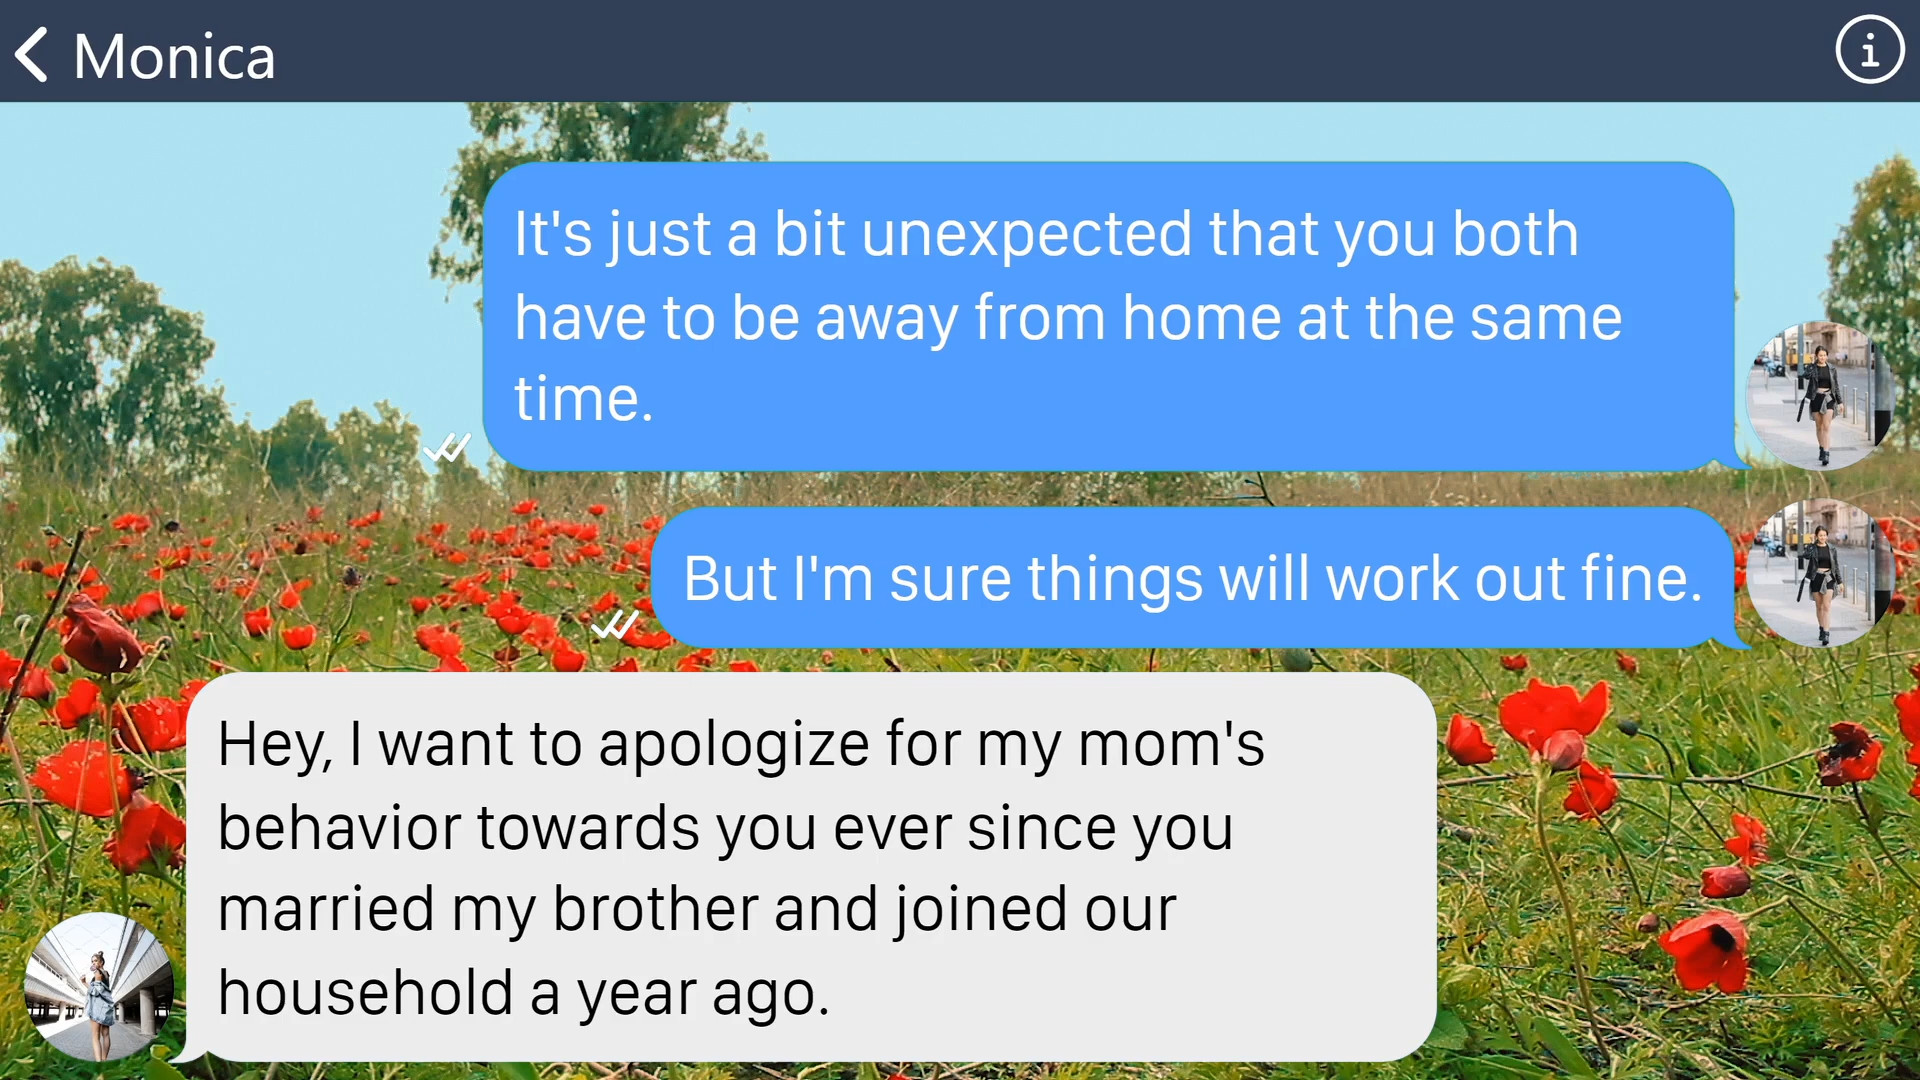 Monica
It's just a bit unexpected that you both
have to be away from home at the same
time.
But I'm sure things will work out fine.
Hey, I want to apologize for my mom's
behavior towards you ever since you
married my brother and joined our
household a year ago.